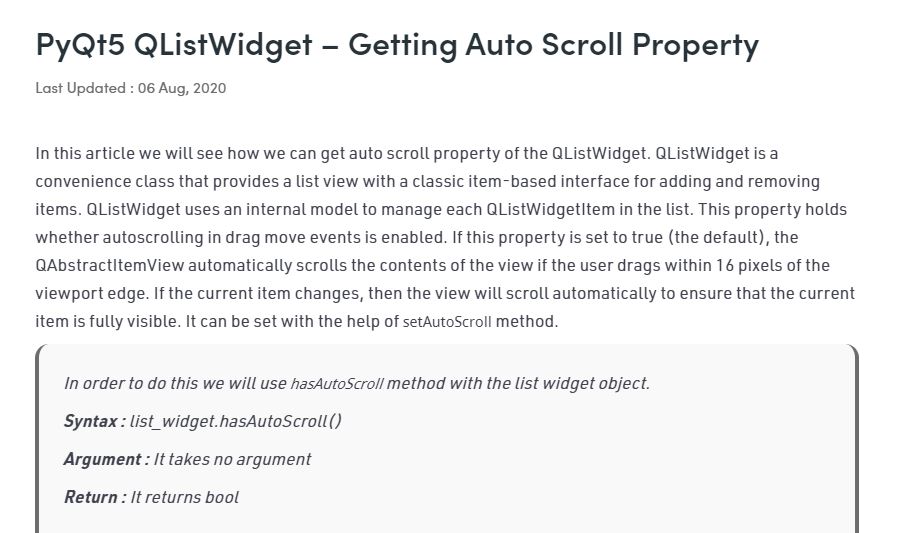 PyQt5 QListWidget – Getting Auto Scroll Property
Last Updated : 06 Aug, 2020
In this article we will see how we can get auto scroll property of the QListWidget. QListWidget is a
convenience class that provides a list view with a classic item-based interface for adding and removing
items. QListWidget uses an internal model to manage each QListWidgetItem in the list. This property holds
whether autoscrolling in drag move events is enabled. If this property is set to true (the default), the
QAbstractItemView automatically scrolls the contents of the view if the user drags within 16 pixels of the
viewport edge. If the current item changes, then the view will scroll automatically to ensure that the current
item is fully visible. It can be set with the help of setAutoScroll method.
In order to do this we will use hasAutoScroll method with the list widget object.
Syntax : list_widget.hasAutoScroll()
Argument : It takes no argument
Return : It returns bool